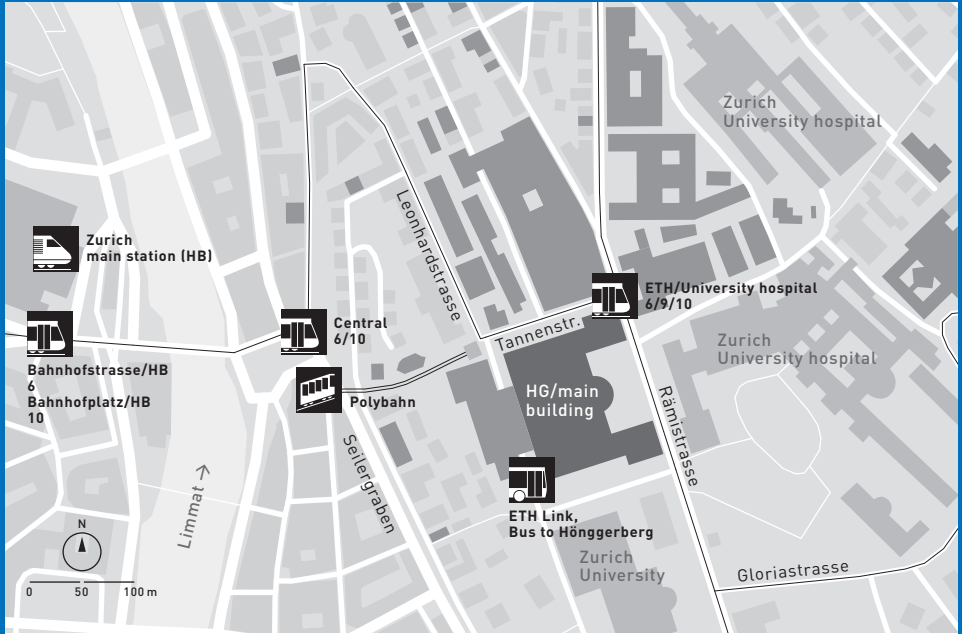 Zurich
University hospital
Zurich
main station (HB)
Leonhardstrasse
ETH/University hospital
6/9/10
Central
6/10
Tannenstr.
Zurich
University hospital
Bahnhofstrasse/HB
6
Bahnhofplatz/HB
10
Polybahn
HG/main
building
Rämistrasse
Seilergraben
Limmat →
ETH Link,
Bus to Hönggerberg
N
Zurich
University
Gloriastrasse
0 50 100 m